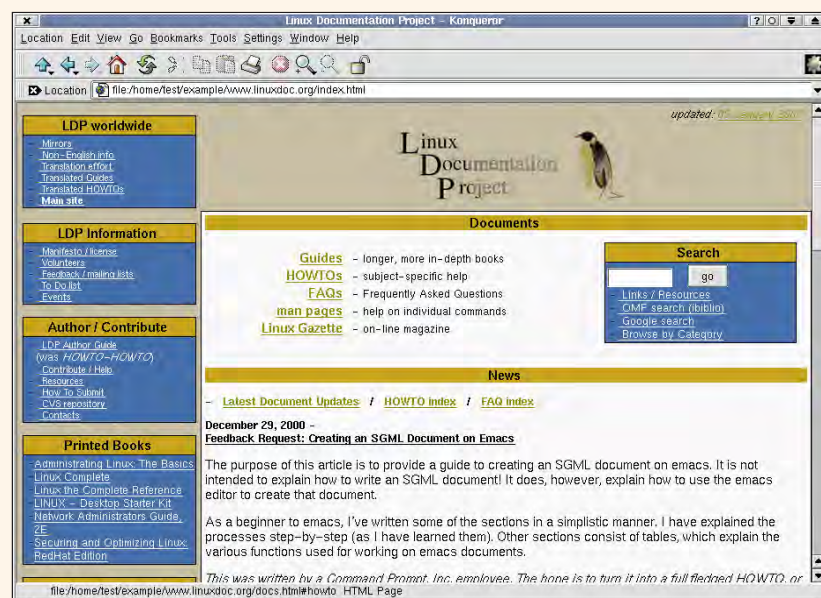 Linux Documentation Project - Konqueror
Location Edit View Go Bookmarks Tools Settings Window Help
Location file:/home/test/example/www.linuxdoc.org/index.html
LDP worldwide
- Mirrors
- Non-English info
- Translation effort
- Translated Guides
- Translated HOWTOs
- Main site
LDP Information
- Manifesto / license
- Volunteers
- Feedback / mailing lists
- To Do list
- Events
Author / Contribute
- LDP Author Guide
(was HOWTO-HOWTO)
- Contribute / Help
- Resources
- How To Submit
- CVS repository
- Contacts
Printed Books
- Administrating Linux: The Basics
- Linux Complete
- Linux the Complete Reference
- LINUX - Desktop Starter Kit
- Network Administrators Guide,
2E
- Securing and Optimizing Linux:
RedHat Edition
updated:
Linux
Documentation
Project
Documents
Guides - longer, more in-depth books
HOWTOs - subject-specific help
FAQs - Frequently Asked Questions
man pages - help on individual commands
Linux Gazette - on-line magazine
Search
go
- Links / Resources
- OMF search (ibiblio)
- Google search
- Browse by Category
News
- Latest Document Updates / HOWTO index / FAQ index
December 29, 2000 -
Feedback Request: Creating an SGML Document on Emacs
The purpose of this article is to provide a guide to creating an SGML document on emacs. It is not
intended to explain how to write an SGML document! It does, however, explain how to use the emacs
editor to create that document.
As a beginner to emacs, I've written some of the sections in a simplistic manner. I have explained the
processes step-by-step (as I have learned them). Other sections consist of tables, which explain the
various functions used for working on emacs documents.
This was written by a Command Prompt, Inc. employee. The hope is to turn it into a full fledged HOWTO, or
file:/home/test/example/www.linuxdoc.org/docs.html#howto HTML Page